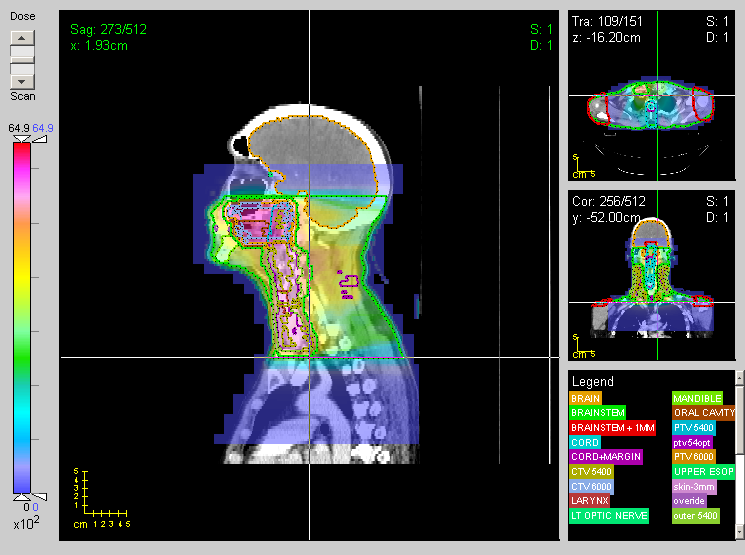 Dose
Scan
64.9 64.9
0 0
x10²
Sag: 273/512
x: 1.93cm
S: 1
D: 1
5
4
3
2
1
cm 1 2 3 4 5
Tra: 109/151
z: -16.20cm
S: 1
D: 1
5
cm 5
Cor: 256/512
y: -52.00cm
S: 1
D: 1
5
cm 5
Legend
BRAIN
BRAINSTEM
BRAINSTEM + 1MM
CORD
CORD+MARGIN
CTV 5400
CTV 6000
LARYNX
LT OPTIC NERVE
MANDIBLE
ORAL CAVITY
PTV 5400
ptv54opt
PTV 6000
UPPER ESOP
skin-3mm
overide
outer 5400